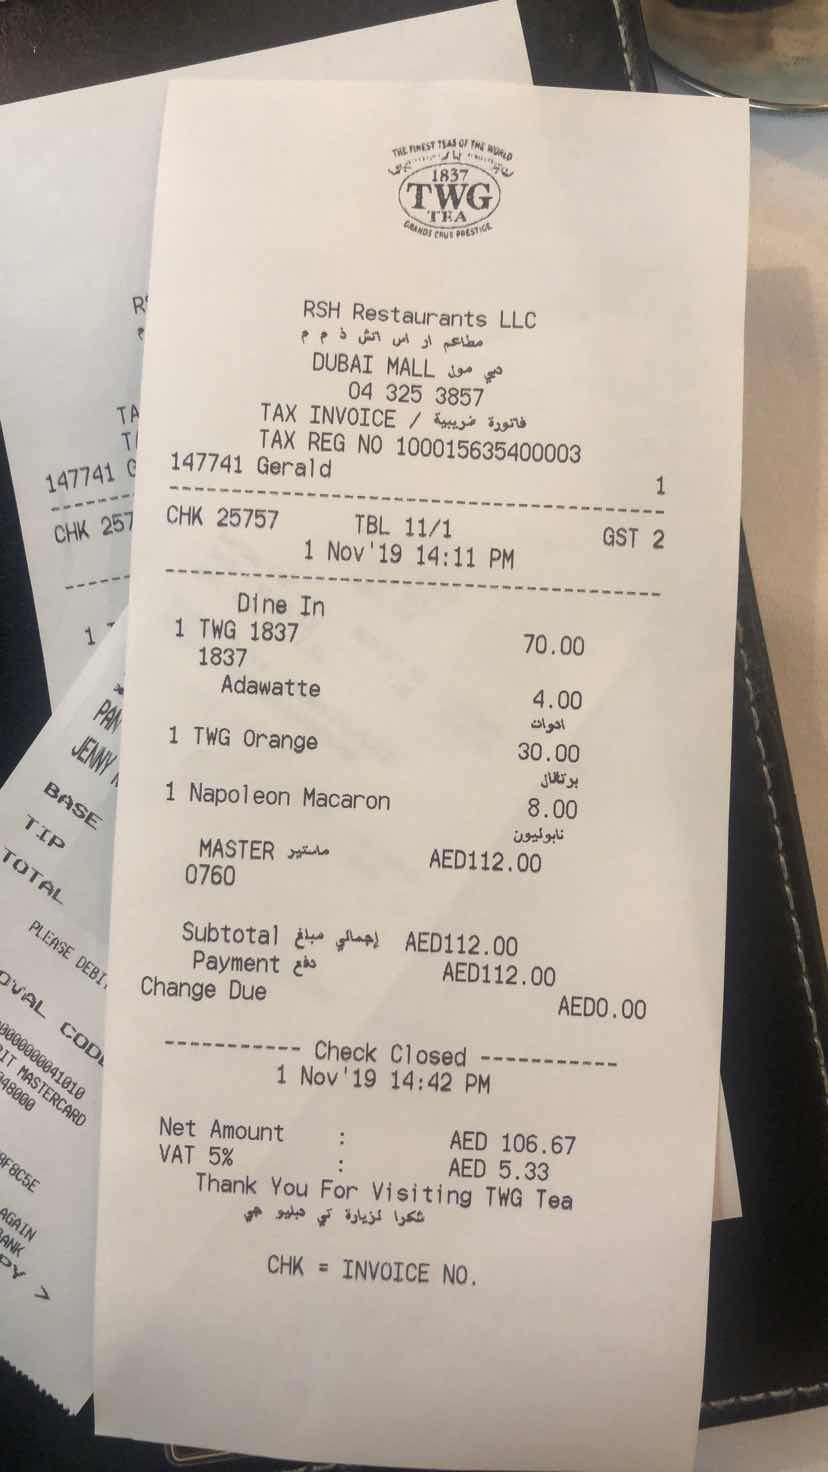 THE FINEST TEAS OF THE WORLD
1837
TWG
TEA
GRANDS CRUS PRESTIGE
RSH Restaurants LLC
مطاعم ار اس اتش ذ م م
DUBAI MALL دبي مول
04 325 3857
TAX INVOICE / فاتورة ضريبية
TAX REG NO 100015635400003
147741 Gerald 1
CHK 25757 TBL 11/1 GST 2
1 Nov'19 14:11 PM
Dine In
1 TWG 1837 70.00
1837
Adawatte 4.00
ادوات
1 TWG Orange 30.00
برتقال
1 Napoleon Macaron 8.00
نابوليون
MASTER ماستير AED112.00
0760
Subtotal إجمالي مبلغ AED112.00
Payment دفع AED112.00
Change Due AED0.00
Check Closed
1 Nov'19 14:42 PM
Net Amount : AED 106.67
VAT 5% : AED 5.33
Thank You For Visiting TWG Tea
شكرا لزيارة تي دبليو جي
CHK = INVOICE NO.
147741 G
CHK 257
JENNY
BASE
TIP
TOTAL
PLEASE DEBI
OVAL CODE
0000000041010
IT MASTERCARD
48000
8F8C5E
AGAIN
ANK
PY >